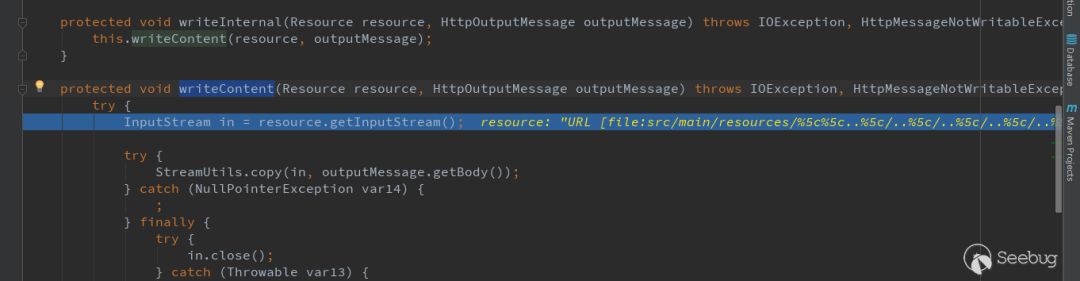 protected void writeInternal(Resource resource, HttpOutputMessage outputMessage) throws IOException, HttpMessageNotWritableExce
this.writeContent(resource, outputMessage);
}
protected void writeContent(Resource resource, HttpOutputMessage outputMessage) throws IOException, HttpMessageNotWritableExcep
try {
InputStream in = resource.getInputStream(); resource: "URL [file:src/main/resources/%5c%5c..%5c/..%5c/..%5c/..%5c/..%5
try {
StreamUtils.copy(in, outputMessage.getBody());
} catch (NullPointerException var14) {
;
} finally {
try {
in.close();
} catch (Throwable var13) {
Database
Maven Projects
Seebug